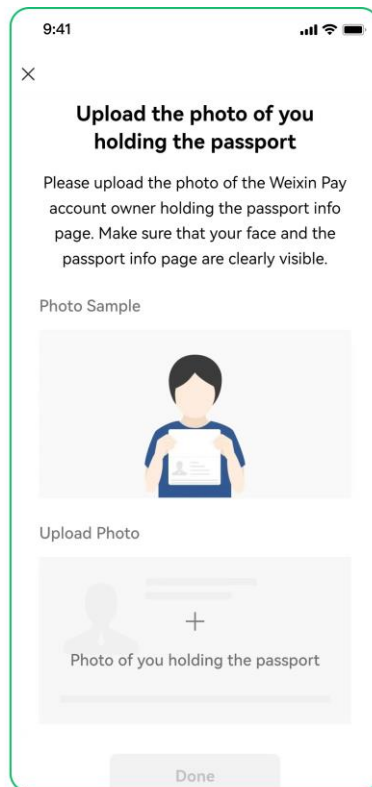 9:41
Upload the photo of you
holding the passport
Please upload the photo of the Weixin Pay
account owner holding the passport info
page. Make sure that your face and the
passport info page are clearly visible.
Photo Sample
Upload Photo
Photo of you holding the passport
Done